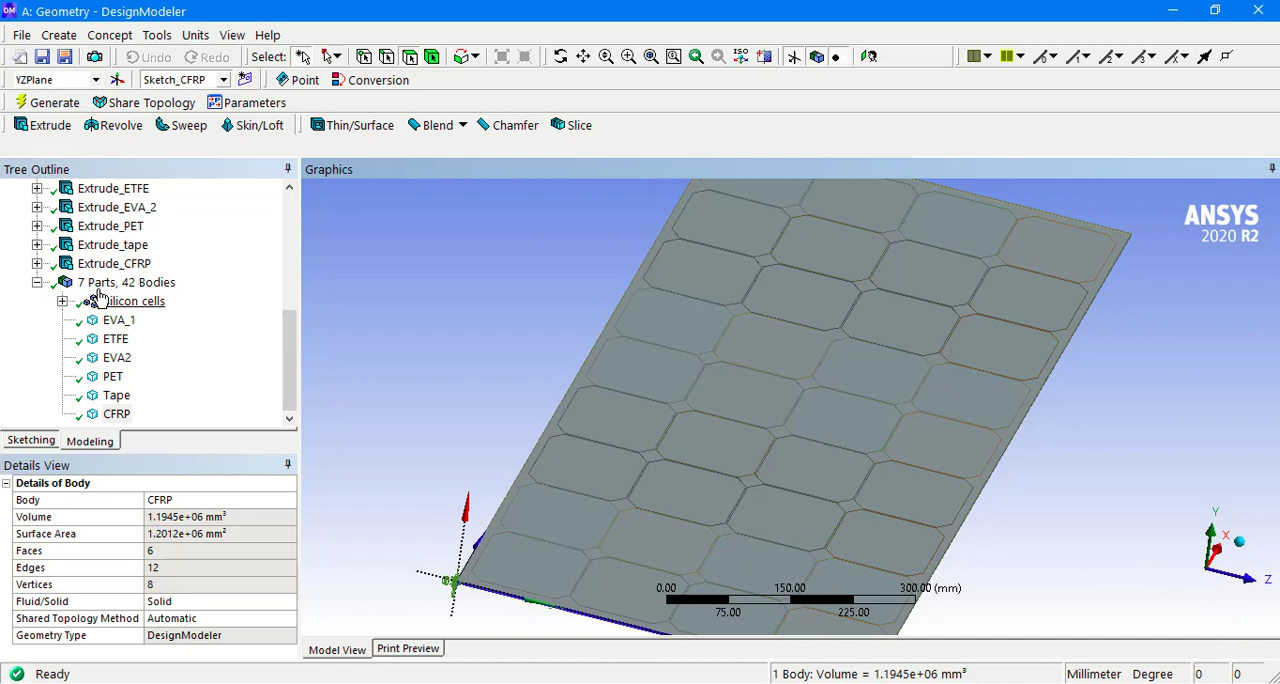 DM A: Geometry - DesignModeler
File Create Concept Tools Units View Help
Undo Redo Select: ISO
YZPlane Sketch_CFRP Point Conversion
Generate Share Topology Parameters
Extrude Revolve Sweep Skin/Loft Thin/Surface Blend Chamfer Slice
Tree Outline
Graphics
Extrude_ETFE
Extrude_EVA_2
Extrude_PET
Extrude_tape
Extrude_CFRP
7 Parts, 42 Bodies
ilicon cells
EVA_1
ETFE
EVA2
PET
Tape
CFRP
Sketching Modeling
Details View
Details of Body
Body CFRP
Volume 1.1945e+06 mm³
Surface Area 1.2012e+06 mm²
Faces 6
Edges 12
Vertices 8
Fluid/Solid Solid
Shared Topology Method Automatic
Geometry Type DesignModeler
ANSYS
2020 R2
0.00 150.00 300.00 (mm)
75.00 225.00
Y
X
Z
Model View Print Preview
Ready 1 Body: Volume = 1.1945e+06 mm³ Millimeter Degree 0 0